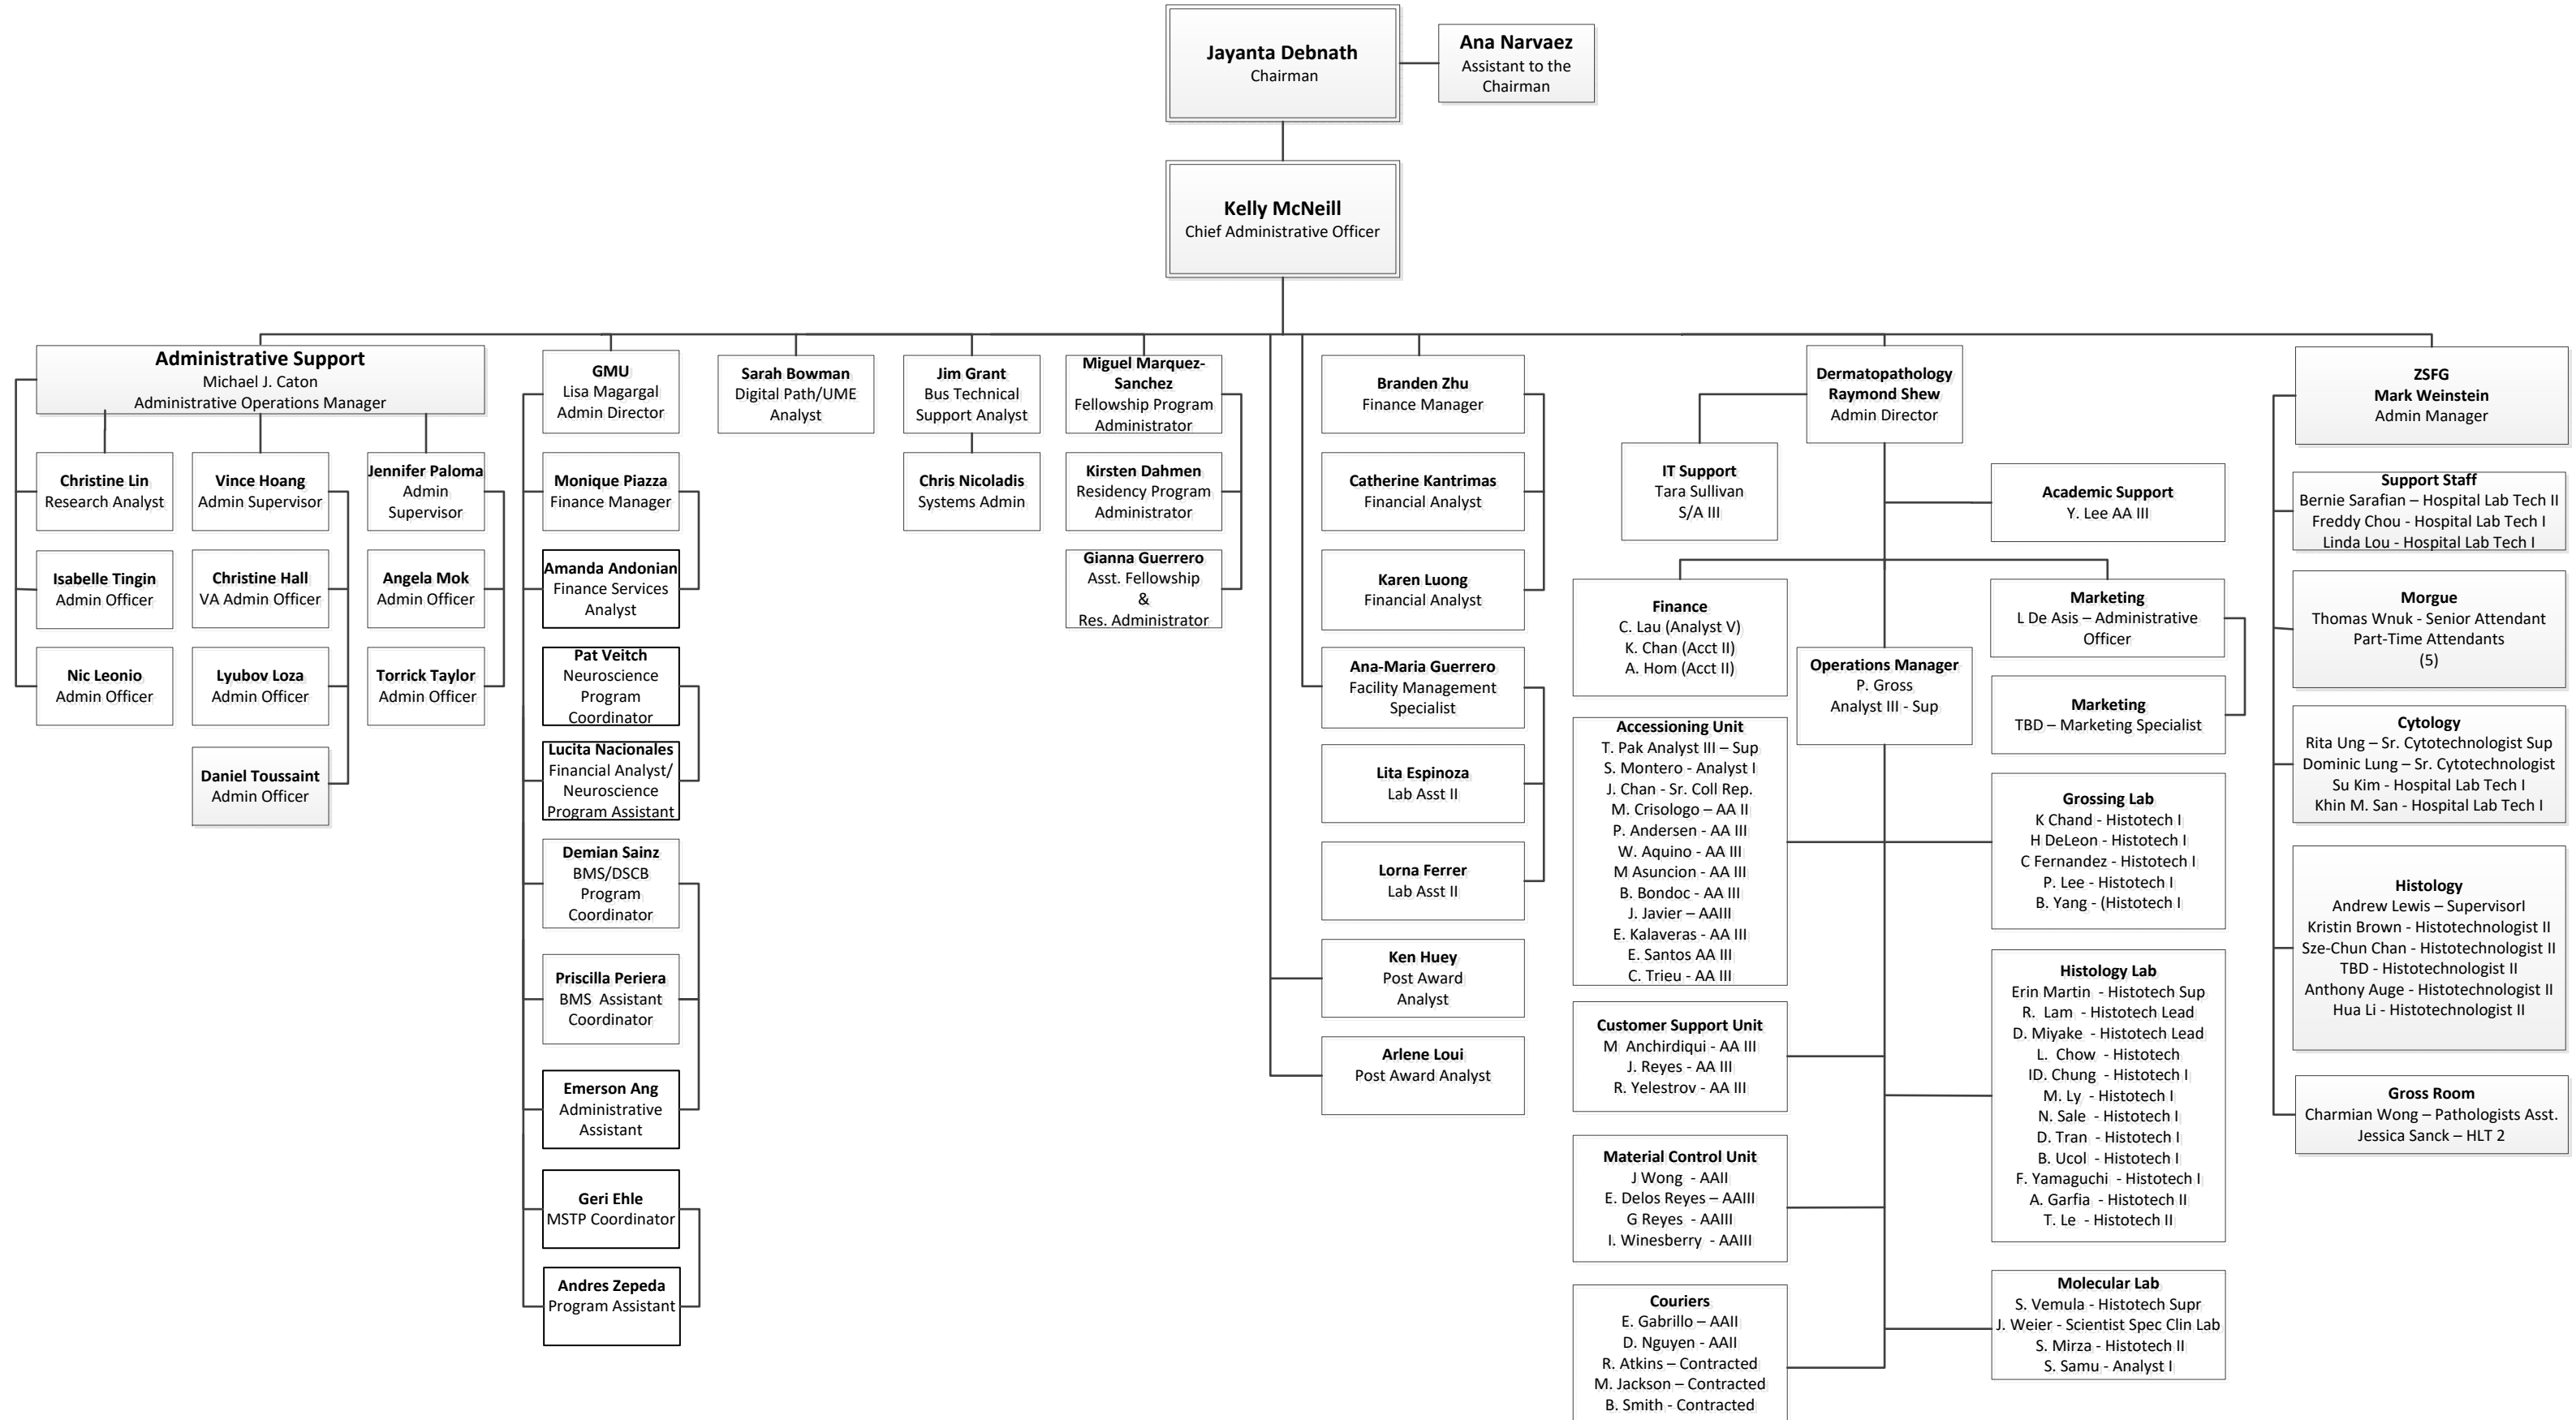 Jayanta Debnath
Chairman
Ana Narvaez
Assistant to the
Chairman
Kelly McNeill
Chief Administrative Officer
Administrative Support
Michael J. Caton
Administrative Operations Manager
Christine Lin
Research Analyst
Isabelle Tingin
Admin Officer
Nic Leonio
Admin Officer
Vince Hoang
Admin Supervisor
Christine Hall
VA Admin Officer
Lyubov Loza
Admin Officer
Daniel Toussaint
Admin Officer
Jennifer Paloma
Admin
Supervisor
Angela Mok
Admin Officer
Torrick Taylor
Admin Officer
GMU
Lisa Magargal
Admin Director
Monique Piazza
Finance Manager
Amanda Andonian
Finance Services
Analyst
Pat Veitch
Neuroscience
Program
Coordinator
Lucita Nacionales
Financial Analyst/
Neuroscience
Program Assistant
Demian Sainz
BMS/DSCB
Program
Coordinator
Priscilla Periera
BMS Assistant
Coordinator
Emerson Ang
Administrative
Assistant
Geri Ehle
MSTP Coordinator
Andres Zepeda
Program Assistant
Sarah Bowman
Digital Path/UME
Analyst
Jim Grant
Bus Technical
Support Analyst
Chris Nicoladis
Systems Admin
Miguel Marquez-
Sanchez
Fellowship Program
Administrator
Kirsten Dahmen
Residency Program
Administrator
Gianna Guerrero
Asst. Fellowship
&
Res. Administrator
Branden Zhu
Finance Manager
Catherine Kantrimas
Financial Analyst
Karen Luong
Financial Analyst
Ana-Maria Guerrero
Facility Management
Specialist
Lita Espinoza
Lab Asst II
Lorna Ferrer
Lab Asst II
Ken Huey
Post Award
Analyst
Arlene Loui
Post Award Analyst
Dermatopathology
Raymond Shew
Admin Director
IT Support
Tara Sullivan
S/A III
Academic Support
Y. Lee AA III
Finance
C. Lau (Analyst V)
K. Chan (Acct II)
A. Hom (Acct II)
Operations Manager
P. Gross
Analyst III - Sup
Marketing
L De Asis – Administrative
Officer
Marketing
TBD – Marketing Specialist
Accessioning Unit
T. Pak Analyst III – Sup
S. Montero - Analyst I
J. Chan - Sr. Coll Rep.
M. Crisologo – AA II
P. Andersen - AA III
W. Aquino - AA III
M Asuncion - AA III
B. Bondoc - AA III
J. Javier – AAIII
E. Kalaveras - AA III
E. Santos AA III
C. Trieu - AA III
Customer Support Unit
M Anchirdiqui - AA III
J. Reyes - AA III
R. Yelestrov - AA III
Material Control Unit
J Wong - AAII
E. Delos Reyes – AAIII
G Reyes - AAIII
I. Winesberry - AAIII
Couriers
E. Gabrillo – AAII
D. Nguyen - AAII
R. Atkins – Contracted
M. Jackson – Contracted
B. Smith - Contracted
Grossing Lab
K Chand - Histotech I
H DeLeon - Histotech I
C Fernandez - Histotech I
P. Lee - Histotech I
B. Yang - (Histotech I
Histology Lab
Erin Martin - Histotech Sup
R. Lam - Histotech Lead
D. Miyake - Histotech Lead
L. Chow - Histotech
ID. Chung - Histotech I
M. Ly - Histotech I
N. Sale - Histotech I
D. Tran - Histotech I
B. Ucol - Histotech I
F. Yamaguchi - Histotech I
A. Garfia - Histotech II
T. Le - Histotech II
Molecular Lab
S. Vemula - Histotech Supr
J. Weier - Scientist Spec Clin Lab
S. Mirza - Histotech II
S. Samu - Analyst I
ZSFG
Mark Weinstein
Admin Manager
Support Staff
Bernie Sarafian – Hospital Lab Tech II
Freddy Chou - Hospital Lab Tech I
Linda Lou - Hospital Lab Tech I
Morgue
Thomas Wnuk - Senior Attendant
Part-Time Attendants
(5)
Cytology
Rita Ung – Sr. Cytotechnologist Sup
Dominic Lung – Sr. Cytotechnologist
Su Kim - Hospital Lab Tech I
Khin M. San - Hospital Lab Tech I
Histology
Andrew Lewis – SupervisorI
Kristin Brown - Histotechnologist II
Sze-Chun Chan - Histotechnologist II
TBD - Histotechnologist II
Anthony Auge - Histotechnologist II
Hua Li - Histotechnologist II
Gross Room
Charmian Wong – Pathologists Asst.
Jessica Sanck – HLT 2